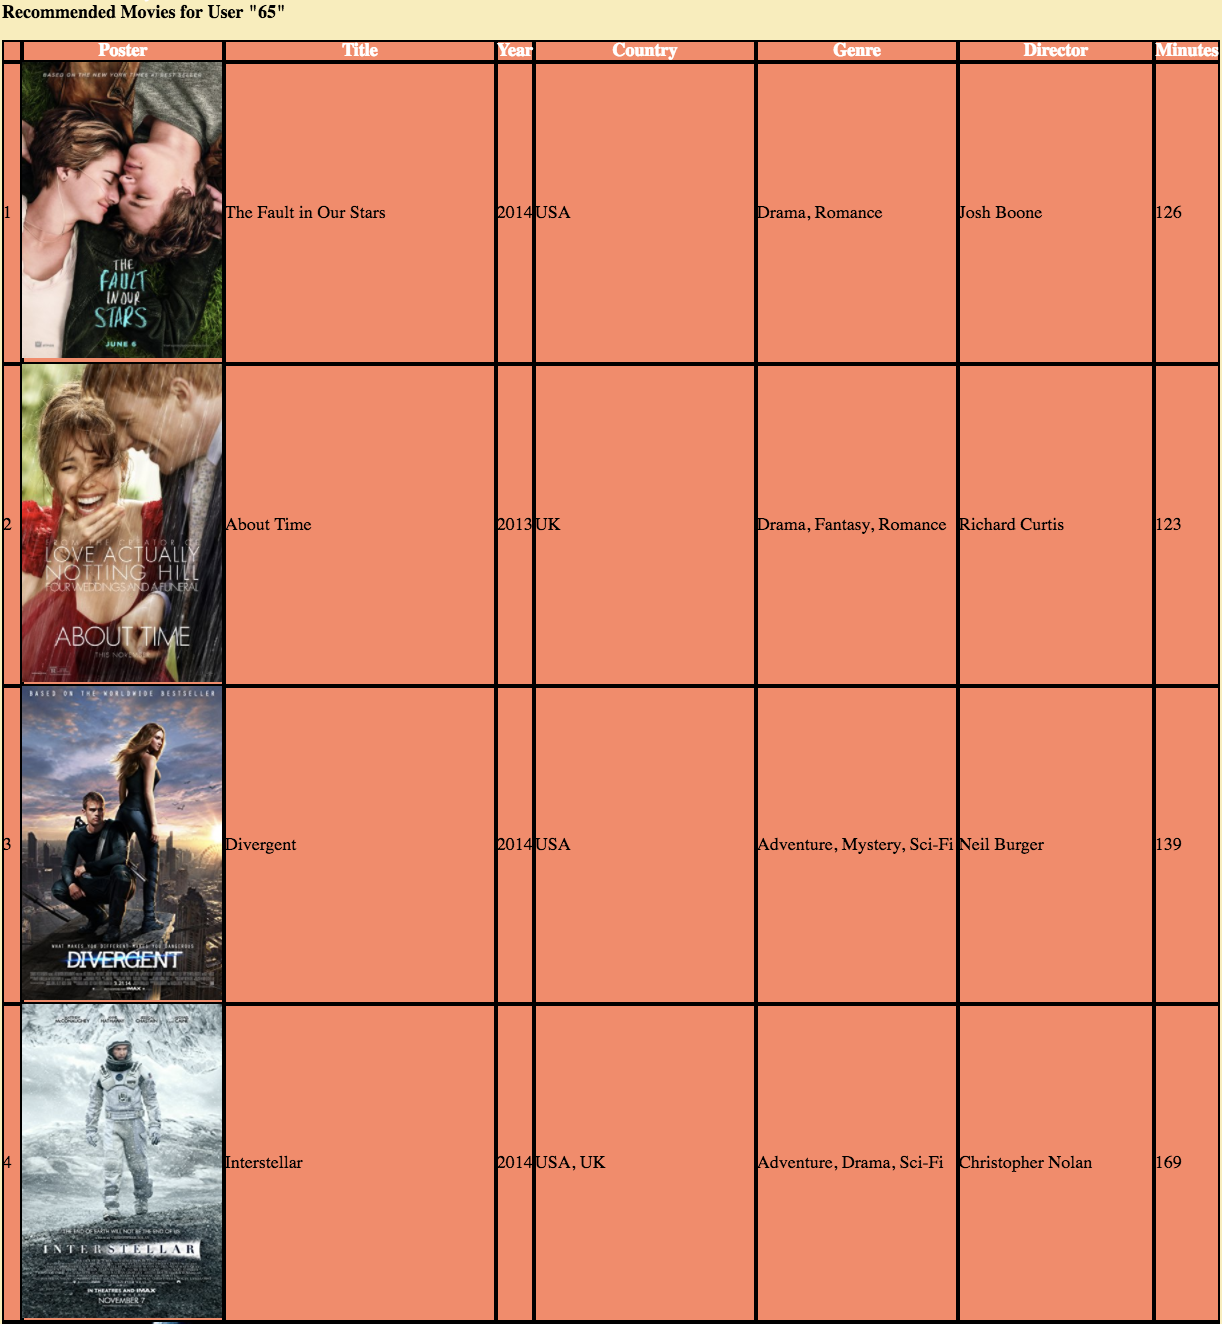 Recommended Movies for User "65"
Poster Title Year Country Genre Director Minutes
BASED ON THE NEW YORK TIMES #1 BEST SELLER
THE
FAULT
IN OUR
STARS
JUNE 6
1 The Fault in Our Stars 2014 USA Drama, Romance Josh Boone 126
FROM THE CREATOR OF
LOVE ACTUALLY
NOTTING HILL
FOUR WEDDINGS AND A FUNERAL
ABOUT TIME
THIS NOVEMBER
2 About Time 2013 UK Drama, Fantasy, Romance Richard Curtis 123
BASED ON THE WORLDWIDE BESTSELLER
WHAT MAKES YOU DIFFERENT MAKES YOU DANGEROUS
DIVERGENT
3.21.14
IMAX
3 Divergent 2014 USA Adventure, Mystery, Sci-Fi Neil Burger 139
McCONAUGHEY HATHAWAY CHASTAIN CAINE
THE END OF EARTH WILL NOT BE THE END OF US
INTERSTELLAR
IN THEATRES AND IMAX
NOVEMBER 7
4 Interstellar 2014 USA, UK Adventure, Drama, Sci-Fi Christopher Nolan 169